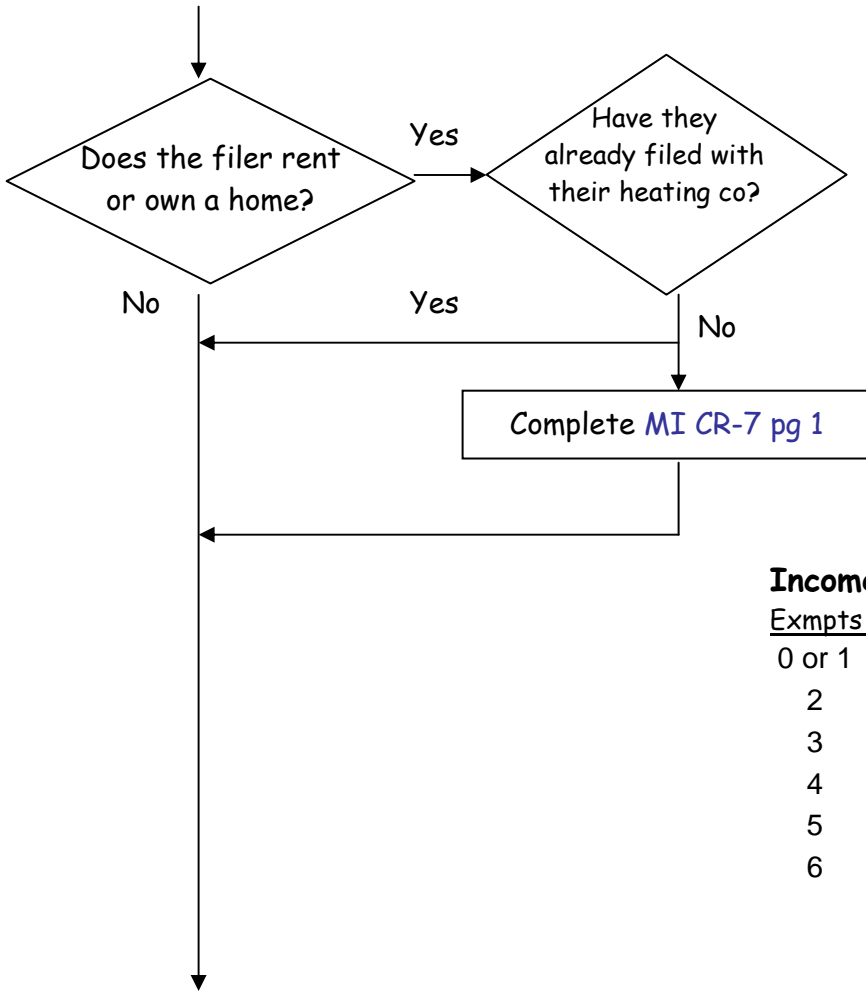 Does the filer rent
or own a home?
Yes
Have they
already filed with
their heating co?
No
Yes
No
Complete MI CR-7 pg 1
Exmpts
0 or 1
2
3
4
5
6